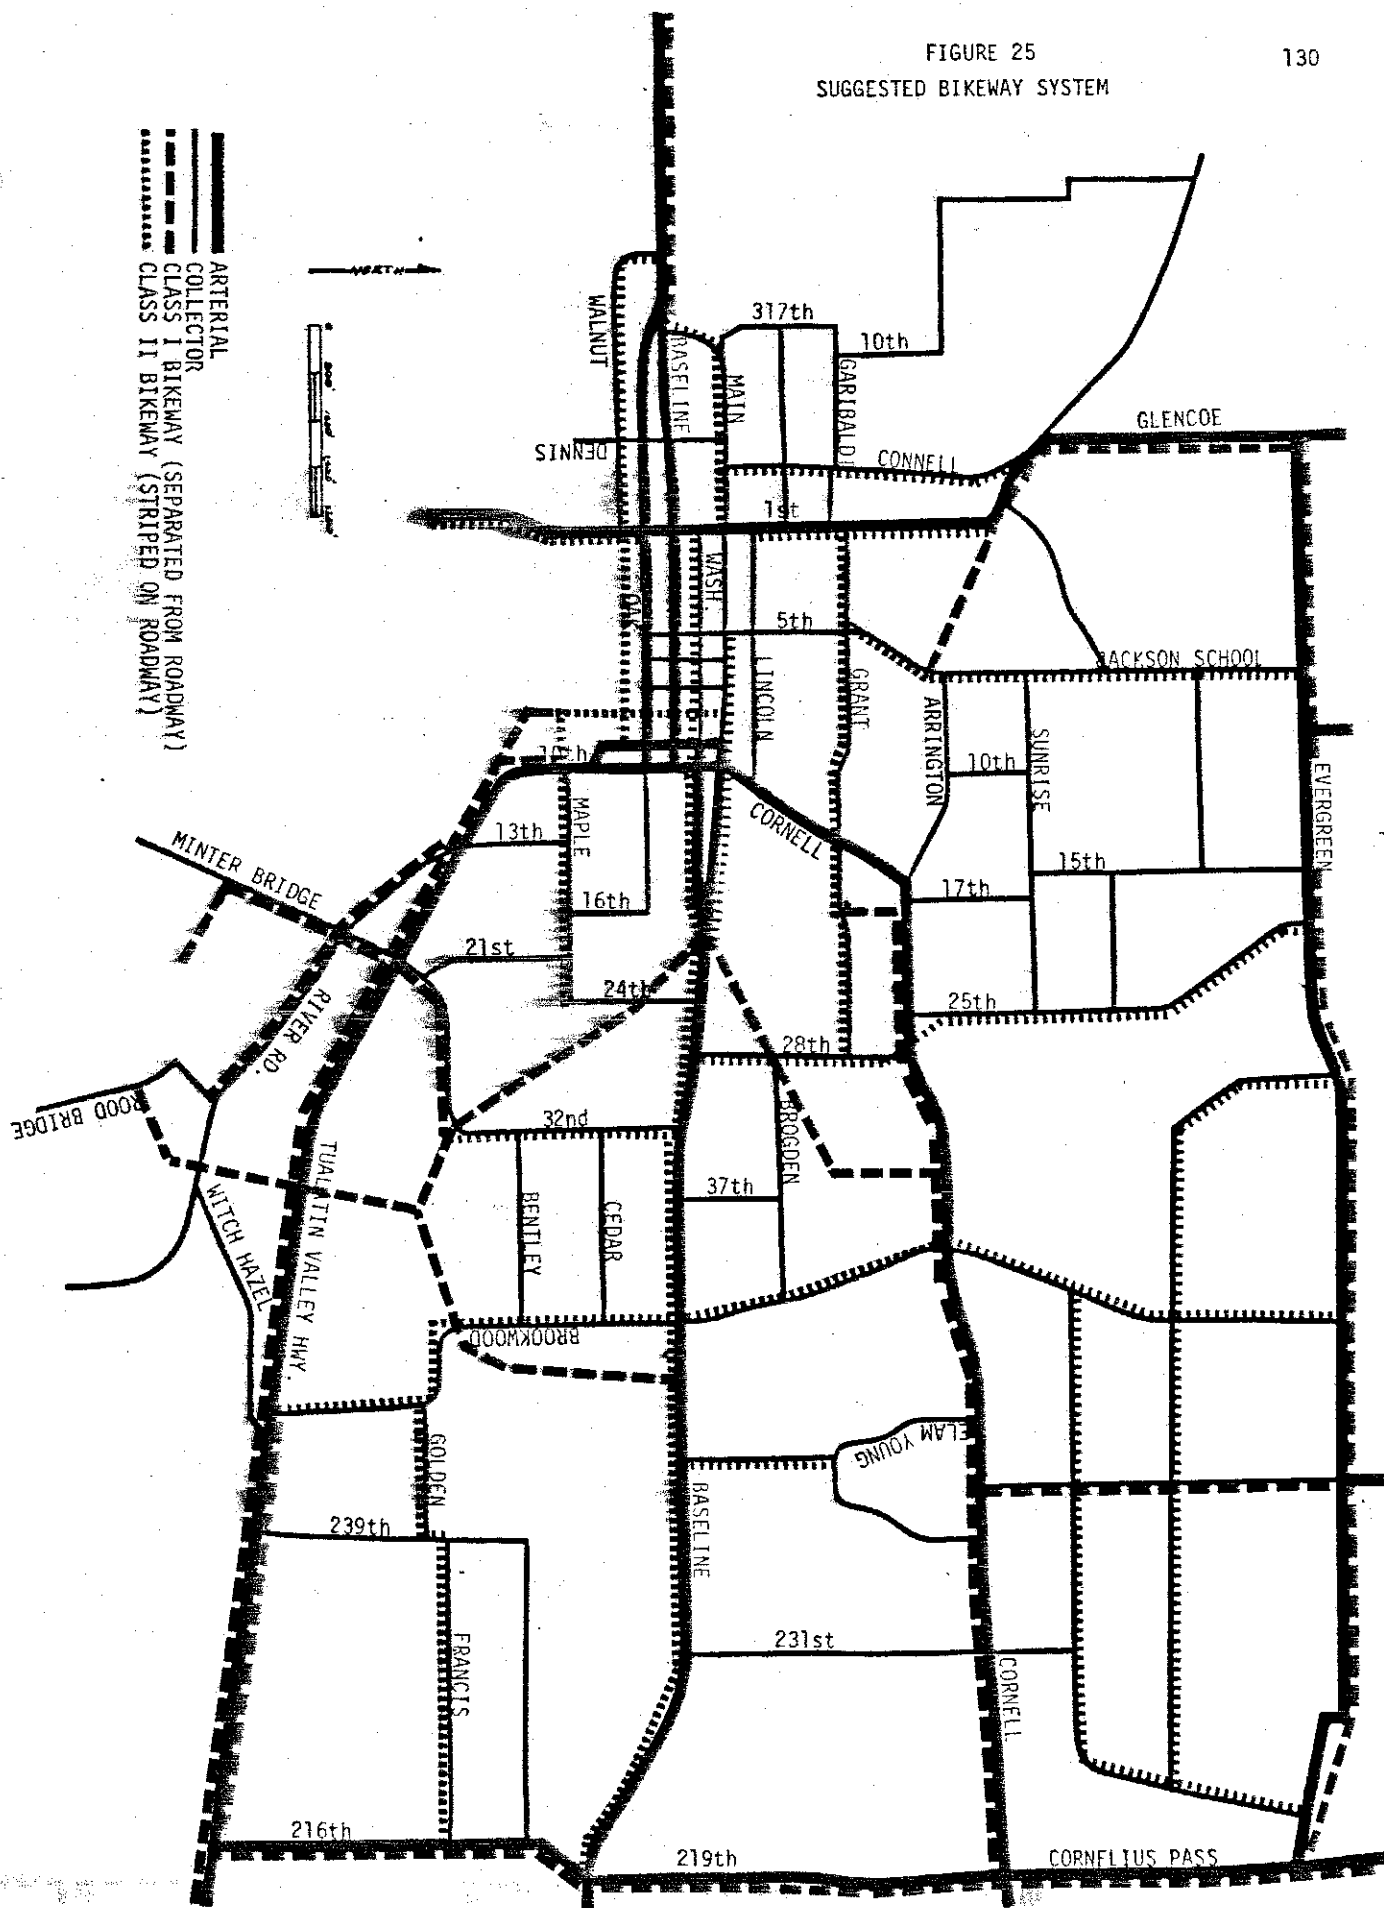 FIGURE 25
130
SUGGESTED BIKEWAY SYSTEM
ARTERIAL
COLLECTOR
CLASS I BIKEWAY (SEPARATED FROM ROADWAY)
CLASS II BIKEWAY (STRIPED ON ROADWAY)
NORTH
WALNUT
BASELINE
MAIN
317th
GARIBALDI
10th
GLENCOE
DENNIS
CONNELL
1st
OAK
WASH.
5th
LINCOLN
GRANT
ARRINGTON
JACKSON SCHOOL
SUNRISE
10th
EVERGREEN
10th
MAPLE
13th
CORNELL
MINTER BRIDGE
16th
17th
15th
21st
24th
25th
RIVER RD.
28th
ROOD BRIDGE
32nd
BROGDEN
TUALATIN VALLEY HWY.
WITCH HAZEL
BENTLEY
CEDAR
37th
BROOKWOOD
ELAM YOUNG
GOLDEN
BASELINE
239th
FRANCIS
231st
CORNELL
216th
219th
CORNELIUS PASS